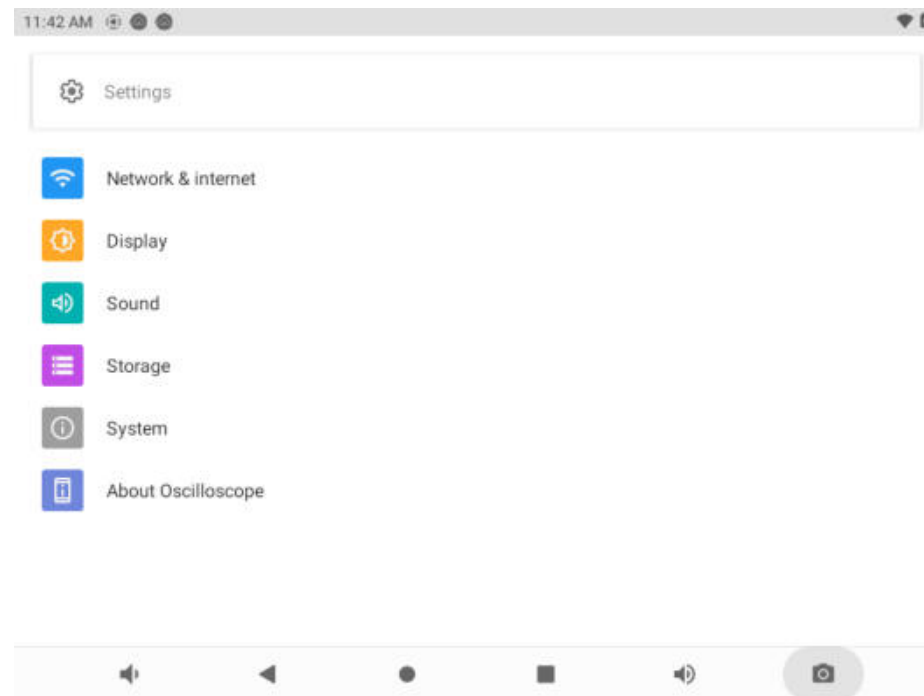 11:42 AM
Settings
Network & internet
Display
Sound
Storage
System
About Oscilloscope